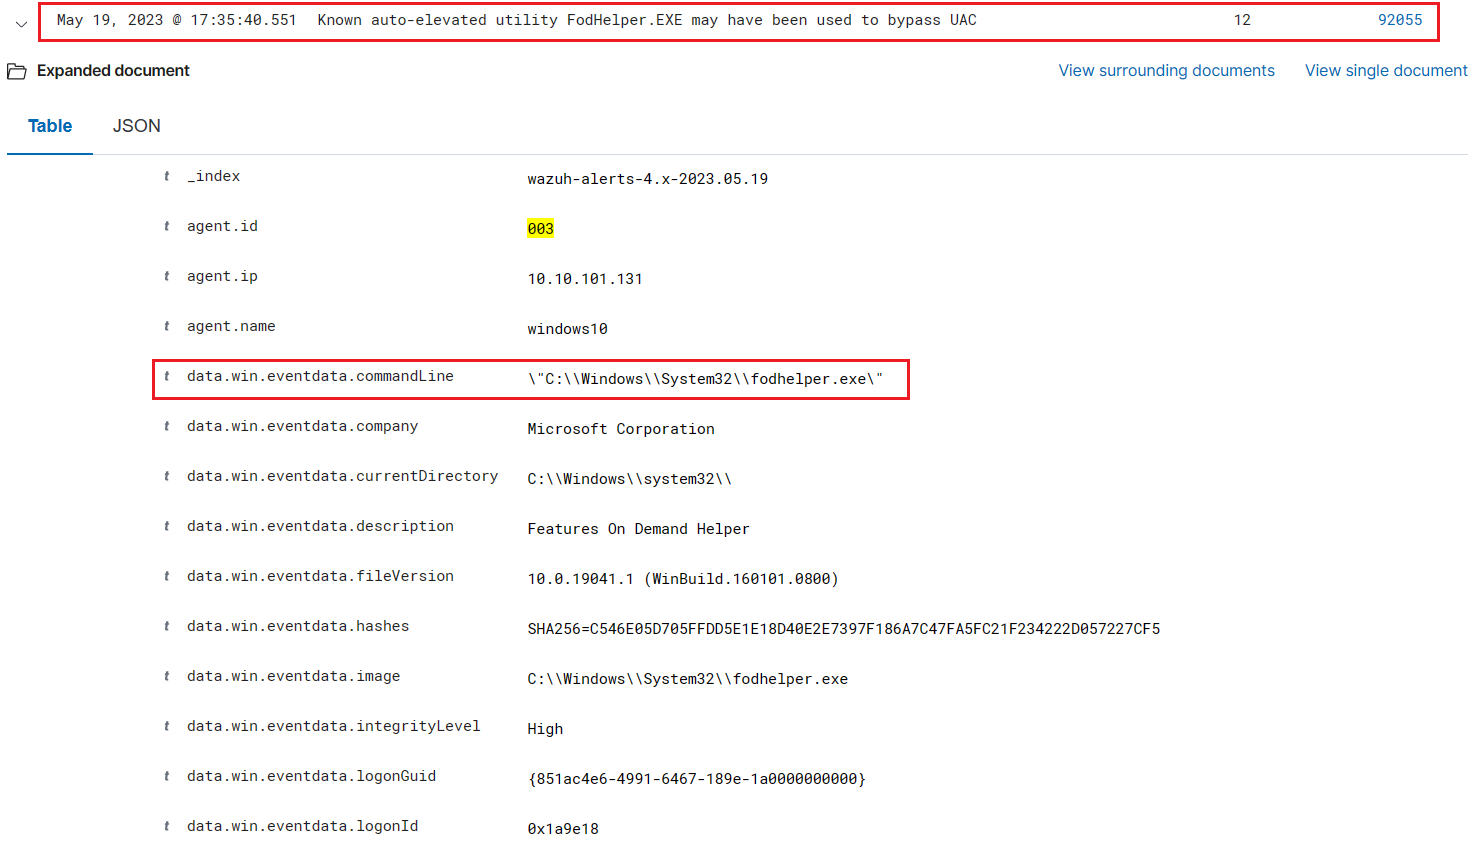 May 19, 2023 @ 17:35:40.551 Known auto-elevated utility FodHelper.EXE may have been used to bypass UAC 12 92055
Expanded document View surrounding documents View single document
Table JSON
t _index wazuh-alerts-4.x-2023.05.19
t agent.id 003
t agent.ip 10.10.101.131
t agent.name windows10
t data.win.eventdata.commandLine \"C:\\Windows\\System32\\fodhelper.exe\"
t data.win.eventdata.company Microsoft Corporation
t data.win.eventdata.currentDirectory C:\\Windows\\system32\\
t data.win.eventdata.description Features On Demand Helper
t data.win.eventdata.fileVersion 10.0.19041.1 (WinBuild.160101.0800)
t data.win.eventdata.hashes SHA256=C546E05D705FFDD5E1E18D40E2E7397F186A7C47FA5FC21F234222D057227CF5
t data.win.eventdata.image C:\\Windows\\System32\\fodhelper.exe
t data.win.eventdata.integrityLevel High
t data.win.eventdata.logonGuid {851ac4e6-4991-6467-189e-1a0000000000}
t data.win.eventdata.logonId 0x1a9e18